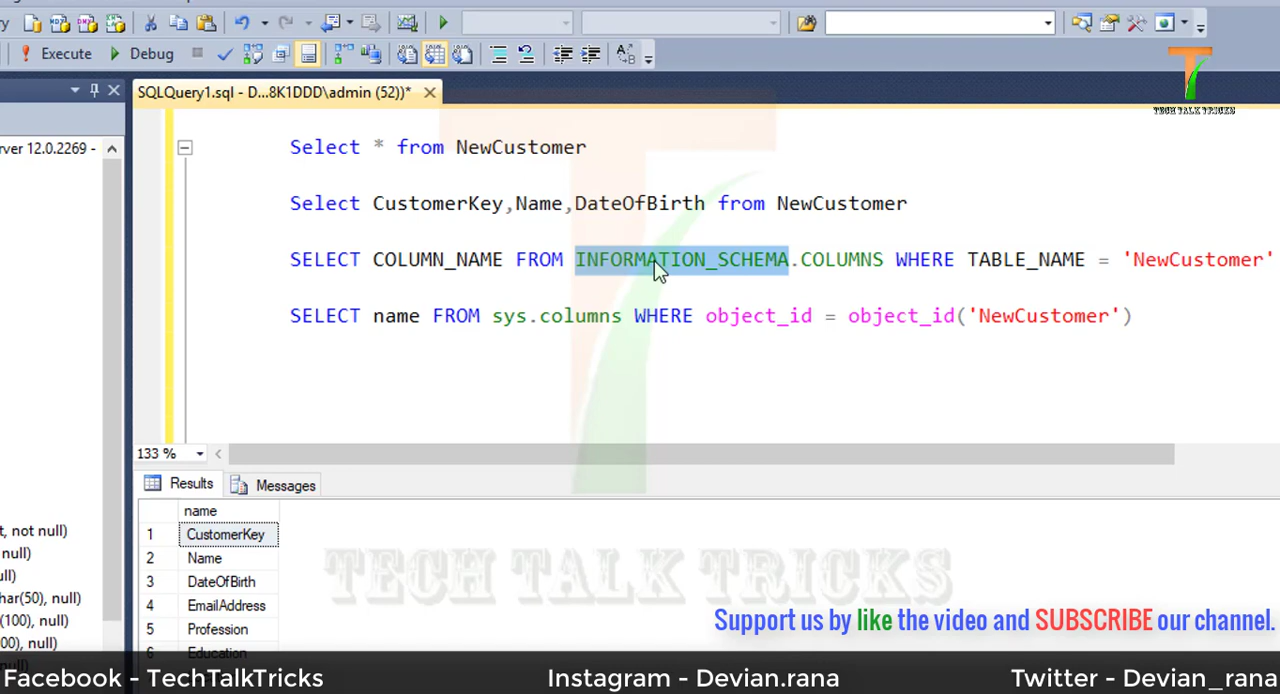 Execute
Debug
SQLQuery1.sql - D...8K1DDD\admin (52))*
TECH TALK TRICKS
12.0.2269 -
Select * from NewCustomer
Select CustomerKey,Name,DateOfBirth from NewCustomer
SELECT COLUMN_NAME FROM INFORMATION_SCHEMA.COLUMNS WHERE TABLE_NAME = 'NewCustomer'
SELECT name FROM sys.columns WHERE object_id = object_id('NewCustomer')
133 %
Results
Messages
name
1 CustomerKey
2 Name
3 DateOfBirth
4 EmailAddress
5 Profession
6 Education
, not null)
null)
(50), null)
(100), null)
null)
TECH TALK TRICKS
Support us by like the video and SUBSCRIBE our channel.
Facebook - TechTalkTricks
Instagram - Devian.rana
Twitter - Devian_rana